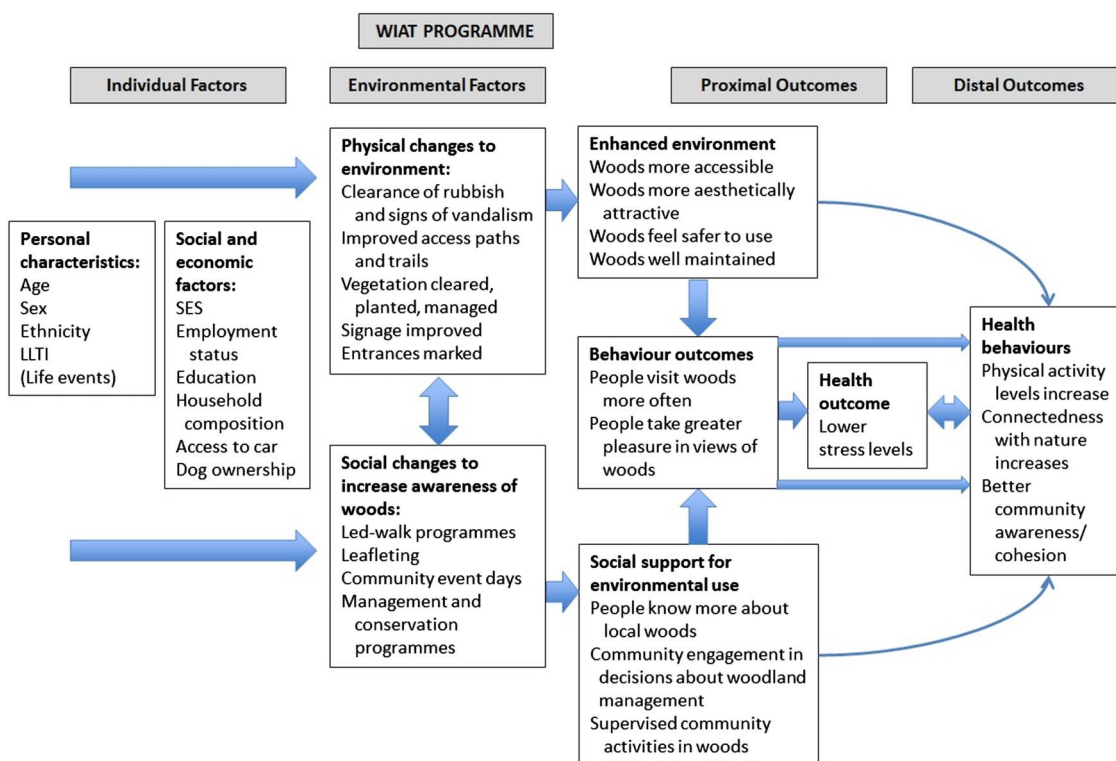 WIAT PROGRAMME
Individual Factors
Environmental Factors
Proximal Outcomes
Distal Outcomes
Personal
characteristics:
Age
Sex
Ethnicity
LLTI
(Life events)
Social and
economic
factors:
SES
Employment
status
Education
Household
composition
Access to car
Dog ownership
Physical changes to
environment:
Clearance of rubbish
and signs of vandalism
Improved access paths
and trails
Vegetation cleared,
planted, managed
Signage improved
Entrances marked
Social changes to
increase awareness of
woods:
Led-walk programmes
Leafleting
Community event days
Management and
conservation
programmes
Enhanced environment
Woods more accessible
Woods more aesthetically
attractive
Woods feel safer to use
Woods well maintained
Behaviour outcomes
People visit woods
more often
People take greater
pleasure in views of
woods
Social support for
environmental use
People know more about
local woods
Community engagement in
decisions about woodland
management
Supervised community
activities in woods
Health
outcome
Lower
stress levels
Health
behaviours
Physical activity
levels increase
Connectedness
with nature
increases
Better
community
awareness/
cohesion